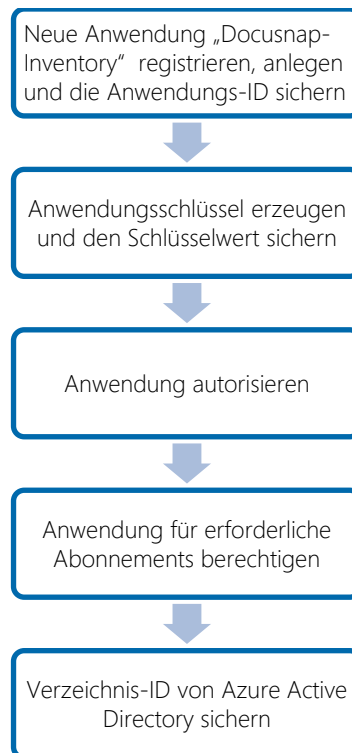 Neue Anwendung „Docusnap-
Inventory“ registrieren, anlegen
und die Anwendungs-ID sichern
Anwendungsschlüssel erzeugen
und den Schlüsselwert sichern
Anwendung autorisieren
Anwendung für erforderliche
Abonnements berechtigen
Verzeichnis-ID von Azure Active
Directory sichern